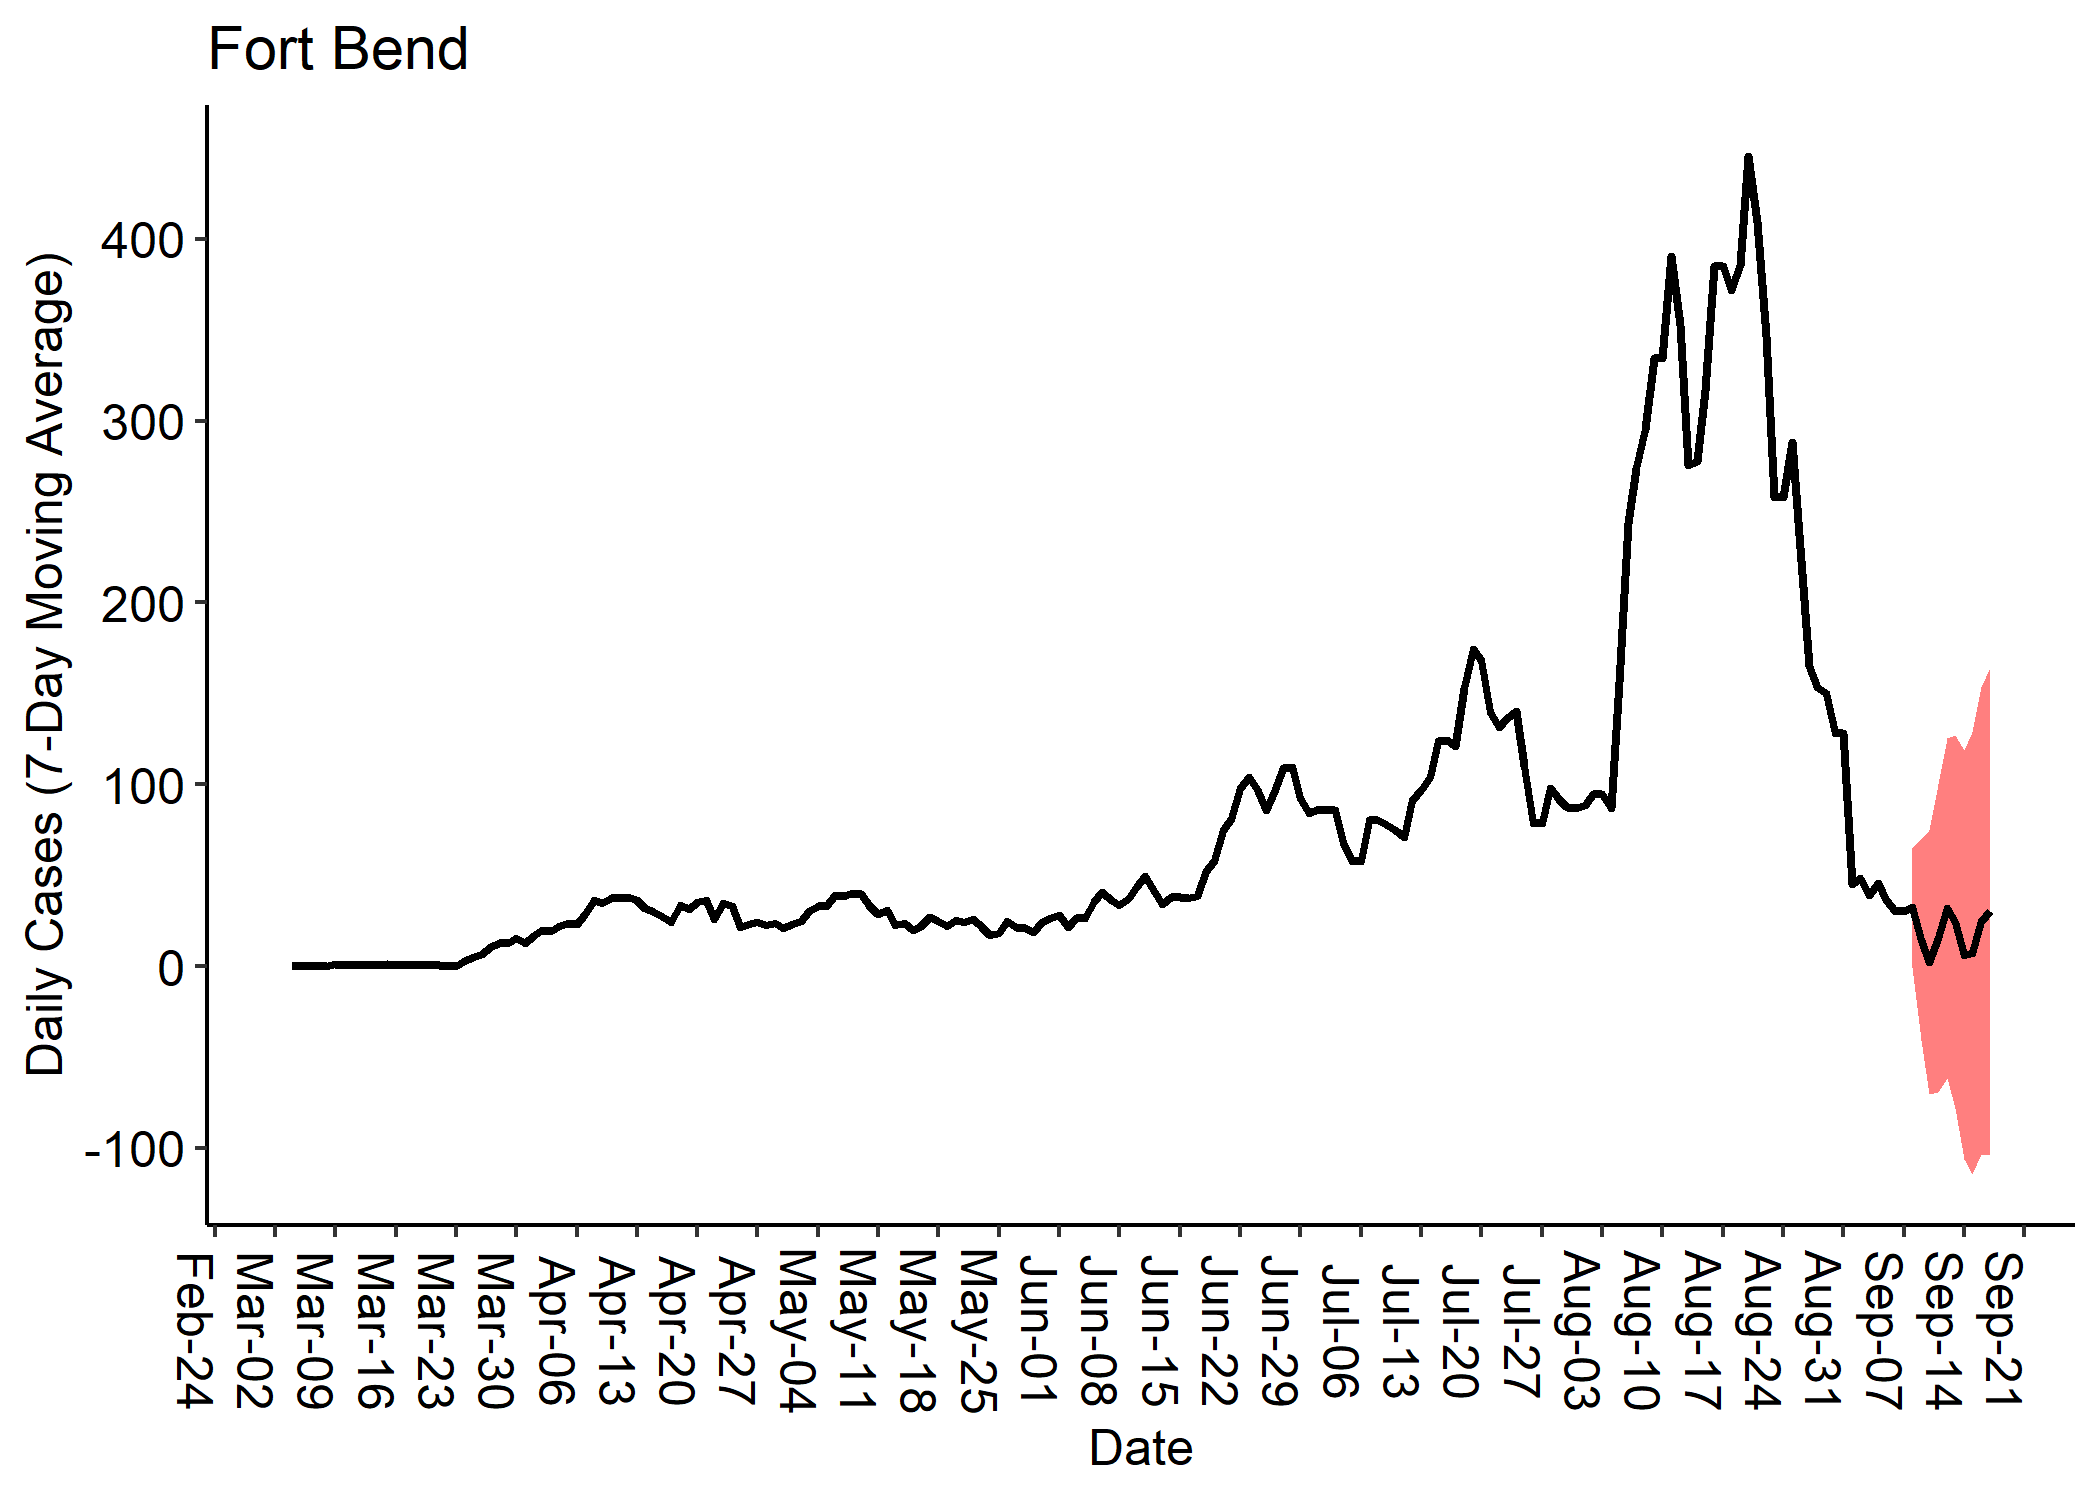 Fort Bend
Daily Cases (7-Day Moving Average)
400
300
200
100
0
-100
Feb-24
Mar-02
Mar-09
Mar-16
Mar-23
Mar-30
Apr-06
Apr-13
Apr-20
Apr-27
May-04
May-11
May-18
May-25
Jun-01
Jun-08
Jun-15
Jun-22
Jun-29
Jul-06
Jul-13
Jul-20
Jul-27
Aug-03
Aug-10
Aug-17
Aug-24
Aug-31
Sep-07
Sep-14
Sep-21
Date